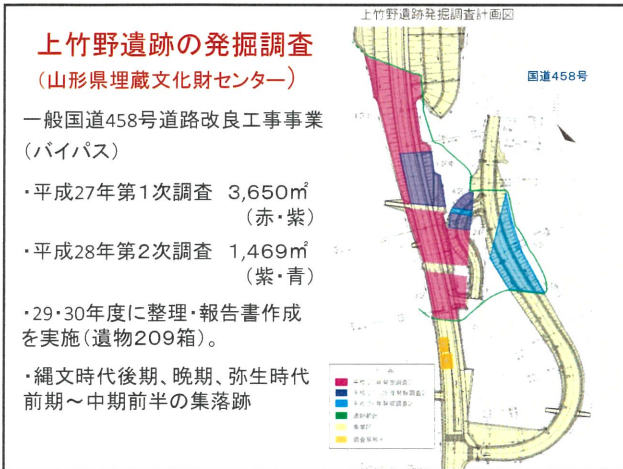 上竹野遺跡発掘調査計画図
上竹野遺跡の発掘調査
(山形県埋蔵文化財センター)
国道458号
一般国道458号道路改良工事事業
(バイパス)
・平成27年第1次調査 3,650㎡
(赤・紫)
・平成28年第2次調査 1,469㎡
(紫・青)
・29・30年度に整理・報告書作成
を実施(遺物209箱)。
・縄文時代後期、晩期、弥生時代
前期～中期前半の集落跡